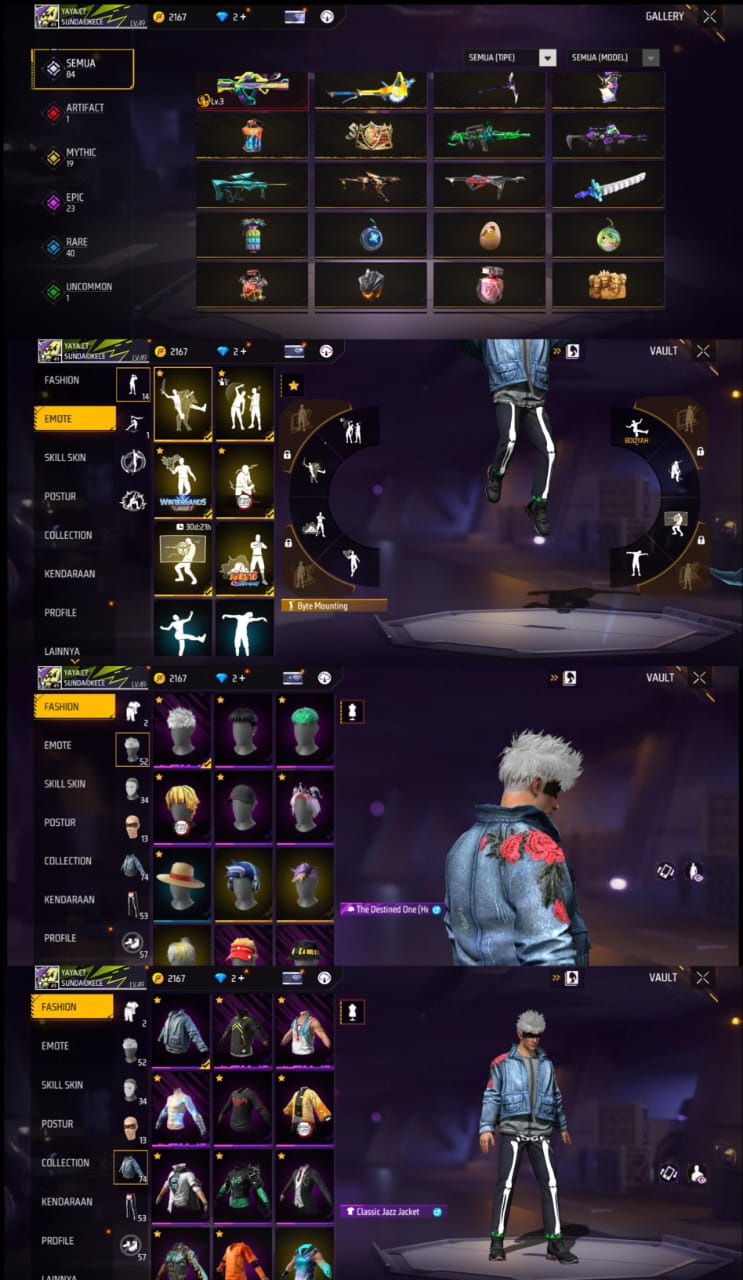 YAYA.CT
SUNDAL)KECE LV.49
2167
2 +
GALLERY
SEMUA
84
SEMUA (TIPE)
SEMUA (MODEL)
ARTIFACT
1
MYTHIC
19
EPIC
23
RARE
40
UNCOMMON
1
Lv.3
YAYA.CT
LV.49
2167
2 +
VAULT
FASHION
14
EMOTE
1
SKILL SKIN
POSTUR
COLLECTION
KENDARAAN
PROFILE
LAINNYA
WINTERLANDS
30d:21h
BOOYAH
Byte Mounting
YAYA.CT
LV.49
2167
2 +
VAULT
FASHION
2
EMOTE
52
SKILL SKIN
34
POSTUR
13
COLLECTION
74
KENDARAAN
53
PROFILE
57
The Destined One (He
YAYA.CT
LV.49
2167
2 +
VAULT
FASHION
2
EMOTE
52
SKILL SKIN
34
POSTUR
13
COLLECTION
74
KENDARAAN
53
PROFILE
57
LAINNYA
Classic Jazz Jacket